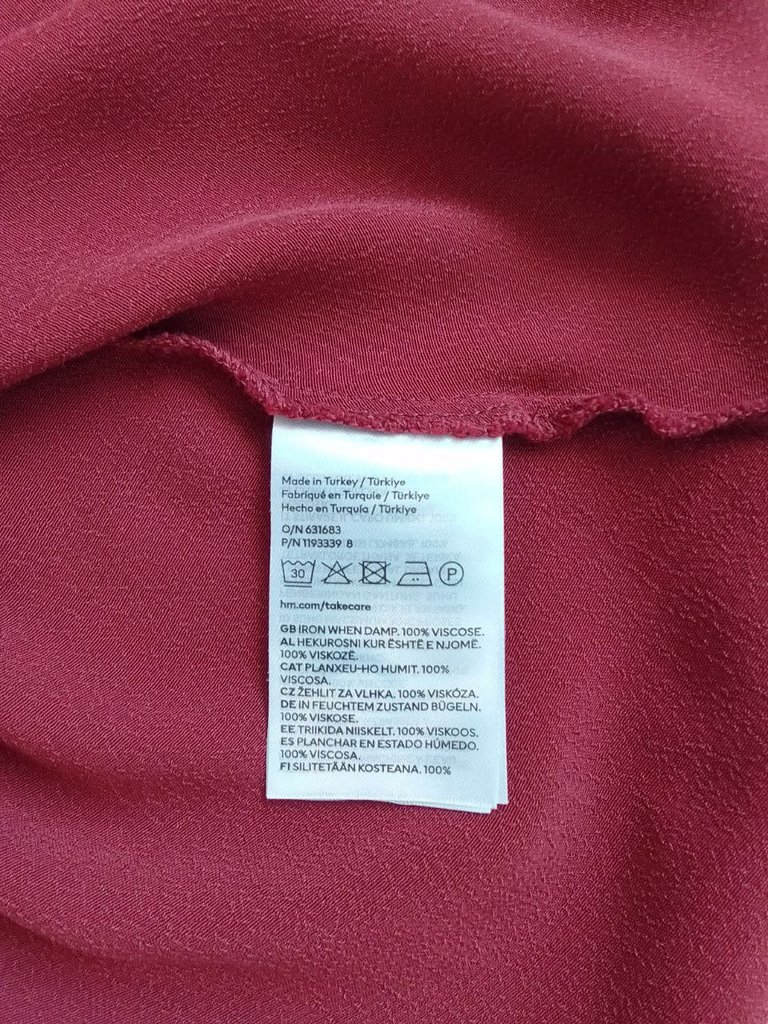 Made in Turkey / Türkiye
Fabriqué en Turquie / Türkiye
Hecho en Turquía / Türkiye
O/N 631683
P/N 1193339 8
30 P
hm.com/takecare
GB IRON WHEN DAMP. 100% VISCOSE.
AL HEKUROSNI KUR ËSHTË E NJOMË.
100% VISKOZË.
CAT PLANXEU-HO HUMIT. 100%
VISCOSA.
CZ ŽEHLIT ZA VLHKA. 100% VISKÓZA.
DE IN FEUCHTEM ZUSTAND BÜGELN.
100% VISKOSE.
EE TRIIKIDA NIISKELT. 100% VISKOOS.
ES PLANCHAR EN ESTADO HÚMEDO.
100% VISCOSA.
FI SILITETÄÄN KOSTEANA. 100%